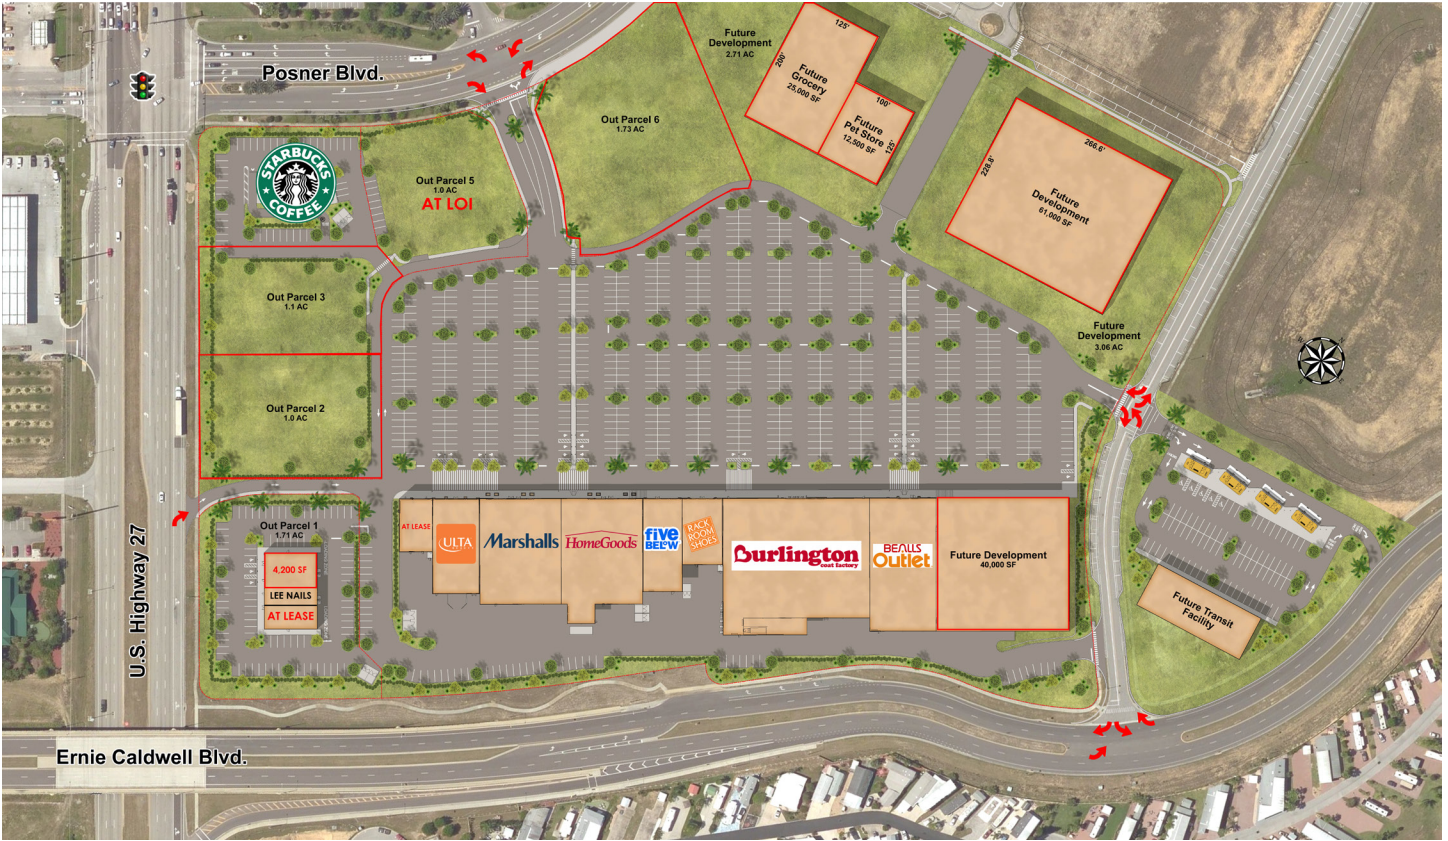 Posner Blvd.
STARBUCKS
COFFEE
Out Parcel 5
1.0 AC
AT LOI
Out Parcel 6
1.73 AC
Future
Development
2.71 AC
125'
200'
Future
Grocery
25,000 SF
100'
125'
Future
Pet Store
12,500 SF
266.6'
228.8'
Future
Development
61,000 SF
Future
Development
3.06 AC
Out Parcel 3
1.1 AC
Out Parcel 2
1.0 AC
Out Parcel 1
1.71 AC
4,200 SF
LEE NAILS
AT LEASE
AT LEASE
ULTA
Marshalls
HomeGoods
five
BELOW
RACK
ROOM
SHOES
Burlington
coat factory
BEALLS
Outlet
Future Development
40,000 SF
Future Transit
Facility
U.S. Highway 27
Ernie Caldwell Blvd.